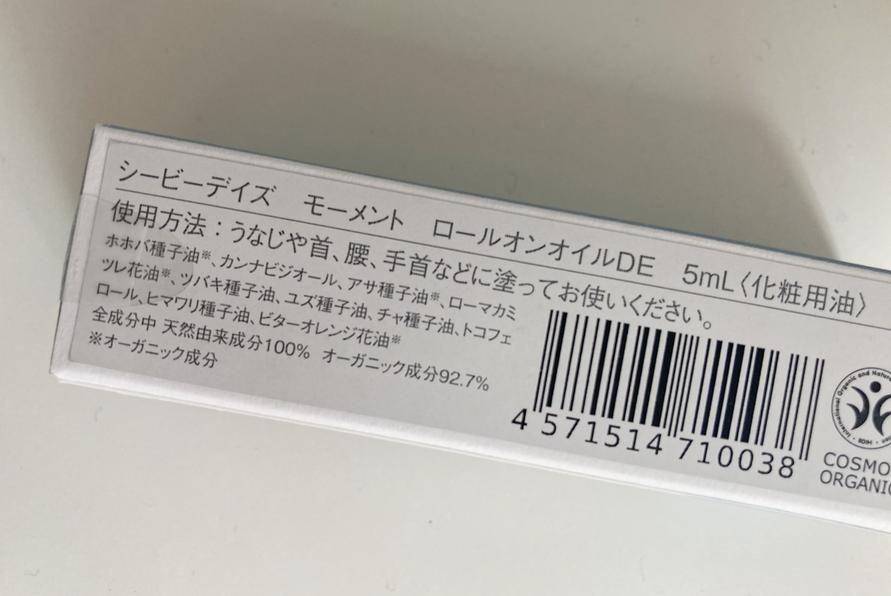 シービーデイズ　モーメント　ロールオンオイルDE　5mL〈化粧用油〉
使用方法：うなじや首、腰、手首などに塗ってお使いください。
ホホバ種子油※、カンナビジオール、アサ種子油※、ローマカミ
ツレ花油※、ツバキ種子油、ユズ種子油、チャ種子油、トコフェ
ロール、ヒマワリ種子油、ビターオレンジ花油※
全成分中 天然由来成分100%　オーガニック成分92.7%
※オーガニック成分
4 571514 710038
International Organic and
COSMO
ORGANI